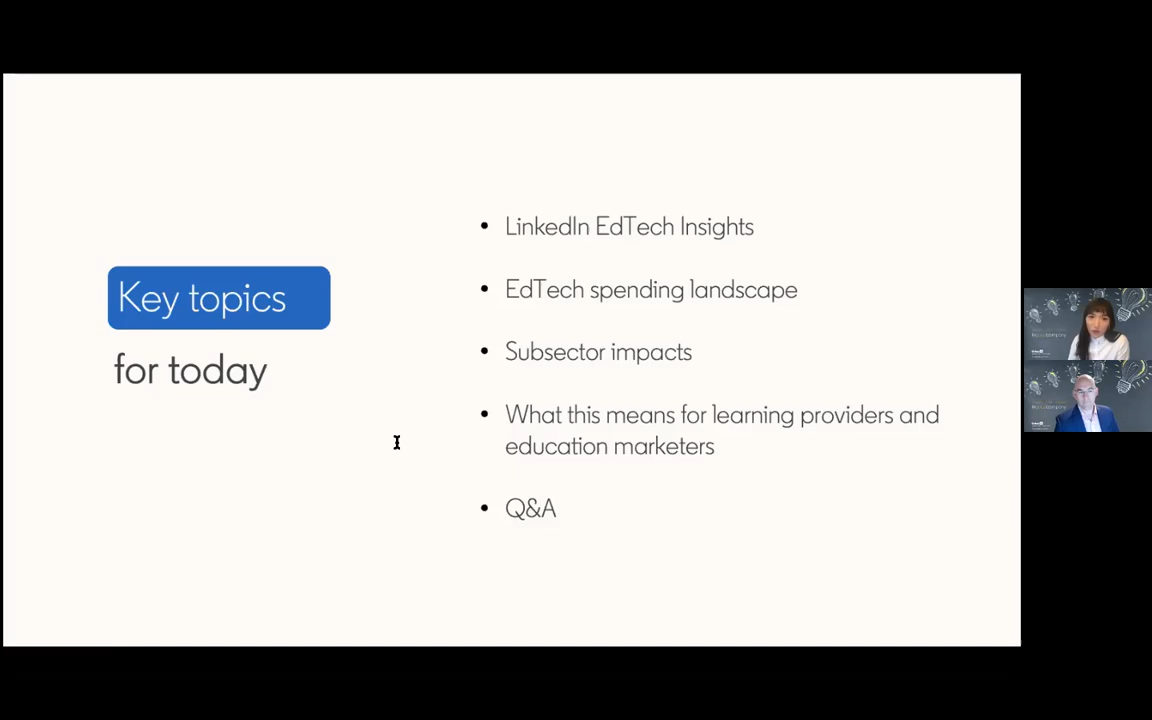 Key topics
for today
• LinkedIn EdTech Insights
• EdTech spending landscape
• Subsector impacts
• What this means for learning providers and
education marketers
• Q&A